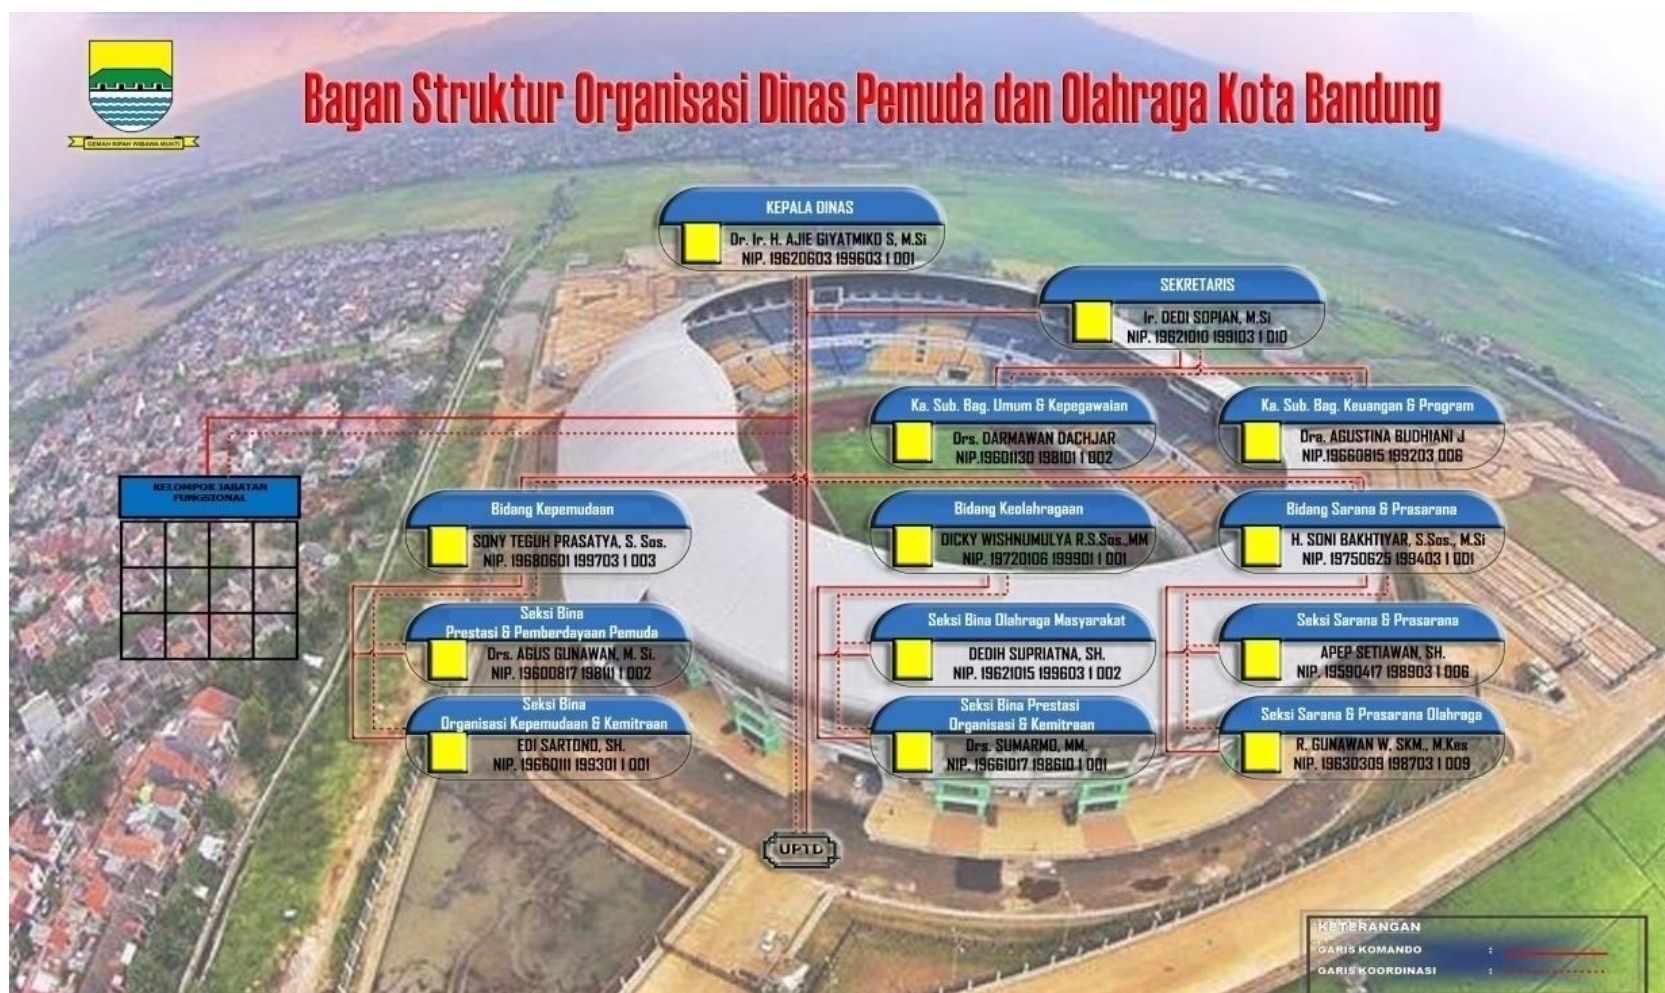 Bagan Struktur Organisasi Dinas Pemuda dan Olahraga Kota Bandung
GEMAH RIPAH WIBAWA MUKTI
KEPALA DINAS
Dr. Ir. H. AJIE GIYATMIKO S, M.Si
NIP. 19620603 199603 1 001
SEKRETARIS
Ir. DEDI SOPIAN, M.Si
NIP. 19621010 199103 1 010
Ka. Sub. Bag. Umum & Kepegawaian
Drs. DARMAWAN DACHJAR
NIP.19601130 198101 1 002
Ka. Sub. Bag. Keuangan & Program
Dra. AGUSTINA BUDHIANI J
NIP.19660815 199203 006
KELOMPOK JABATAN
FUNGSIONAL
Bidang Kepemudaan
SONY TEGUH PRASATYA, S. Sos.
NIP. 19680601 199703 1 003
Bidang Keolahragaan
DICKY WISHNUMULYA R.S.Sos.,MM
NIP. 19720106 199901 1 001
Bidang Sarana & Prasarana
H. SONI BAKHTIYAR, S.Sos., M.Si
NIP. 19750625 199403 1 001
Seksi Bina
Prestasi & Pemberdayaan Pemuda
Drs. AGUS GUNAWAN, M. Si.
NIP. 19600817 198111 1 002
Seksi Bina Olahraga Masyarakat
DEDIH SUPRIATNA, SH.
NIP. 19621015 199603 1 002
Seksi Sarana & Prasarana
APEP SETIAWAN, SH.
NIP. 19590417 198903 1 006
Seksi Bina
Organisasi Kepemudaan & Kemitraan
EDI SARTONO, SH.
NIP. 19660111 199301 1 001
Seksi Bina Prestasi
Organisasi & Kemitraan
Drs. SUMARMO, MM.
NIP. 19661017 198610 1 001
Seksi Sarana & Prasarana Olahraga
R. GUNAWAN W, SKM., M.Kes
NIP. 19630309 198703 1 009
UPTD
KETERANGAN
GARIS KOMANDO :
GARIS KOORDINASI :